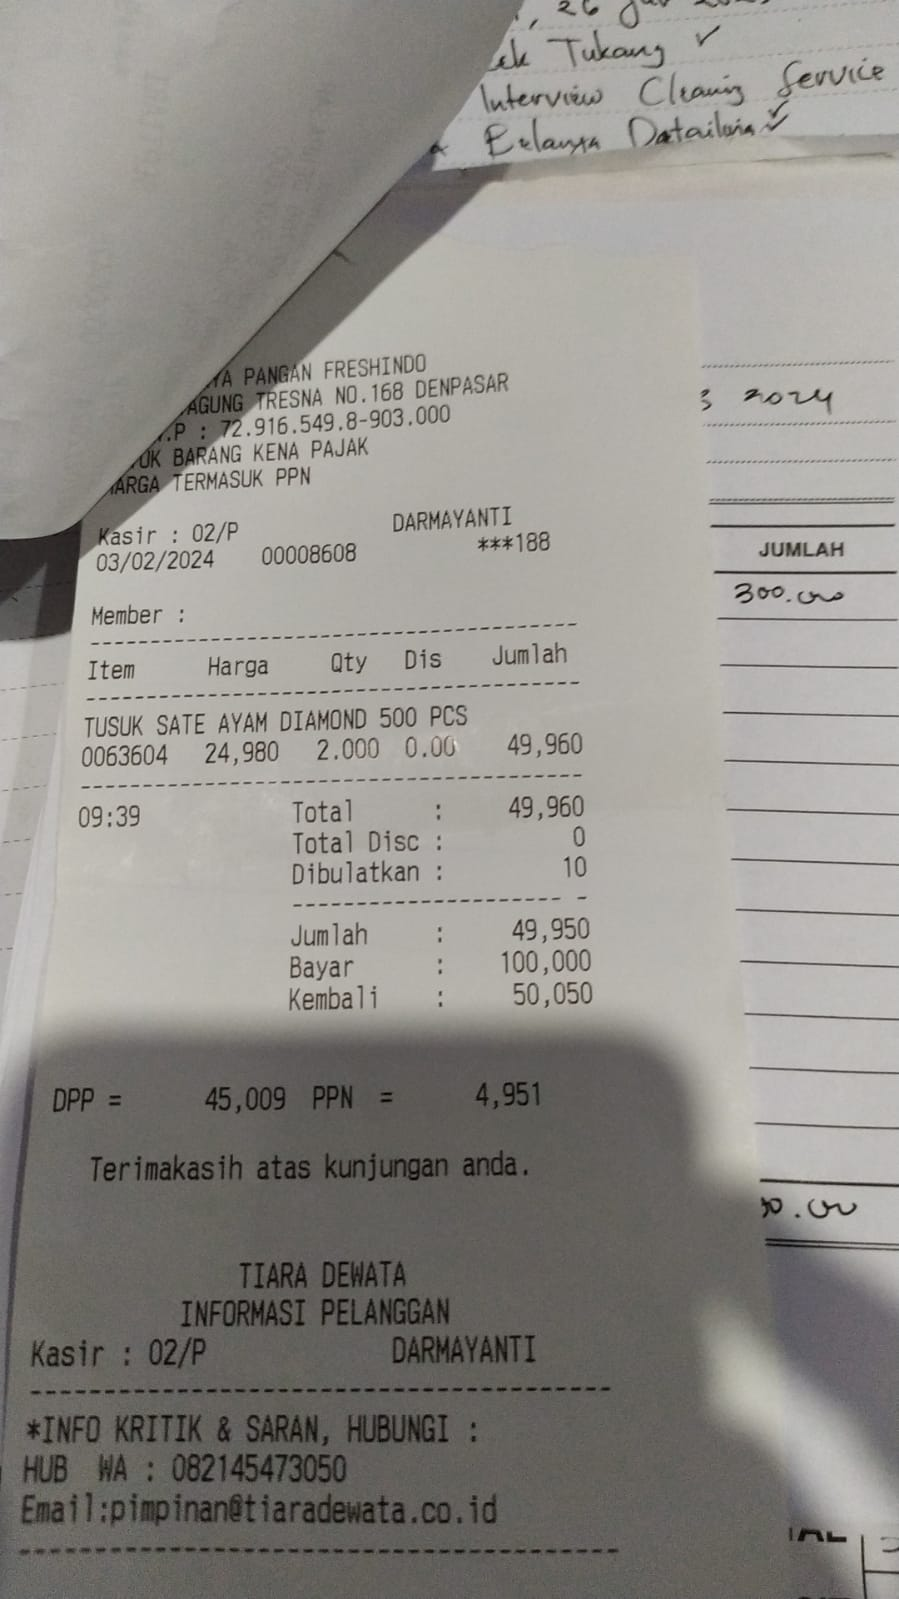 , 26
Tukang ✓
Interview Cleaning Service
Belanja Detailing ✓
PANGAN FRESHINDO
AGUNG TRESNA NO.168 DENPASAR
.P : 72.916.549.8-903.000
UK BARANG KENA PAJAK
HARGA TERMASUK PPN
Kasir : 02/P DARMAYANTI
03/02/2024 00008608 ***188
Member :
Item Harga Qty Dis Jumlah
TUSUK SATE AYAM DIAMOND 500 PCS
0063604 24,980 2.000 0.00 49,960
09:39 Total : 49,960
Total Disc : 0
Dibulatkan : 10
Jumlah : 49,950
Bayar : 100,000
Kembali : 50,050
DPP = 45,009 PPN = 4,951
Terimakasih atas kunjungan anda.
TIARA DEWATA
INFORMASI PELANGGAN
Kasir : 02/P DARMAYANTI
*INFO KRITIK & SARAN, HUBUNGI :
HUB WA : 082145473050
Email:pimpinan@tiaradewata.co.id
2024
JUMLAH
300.000